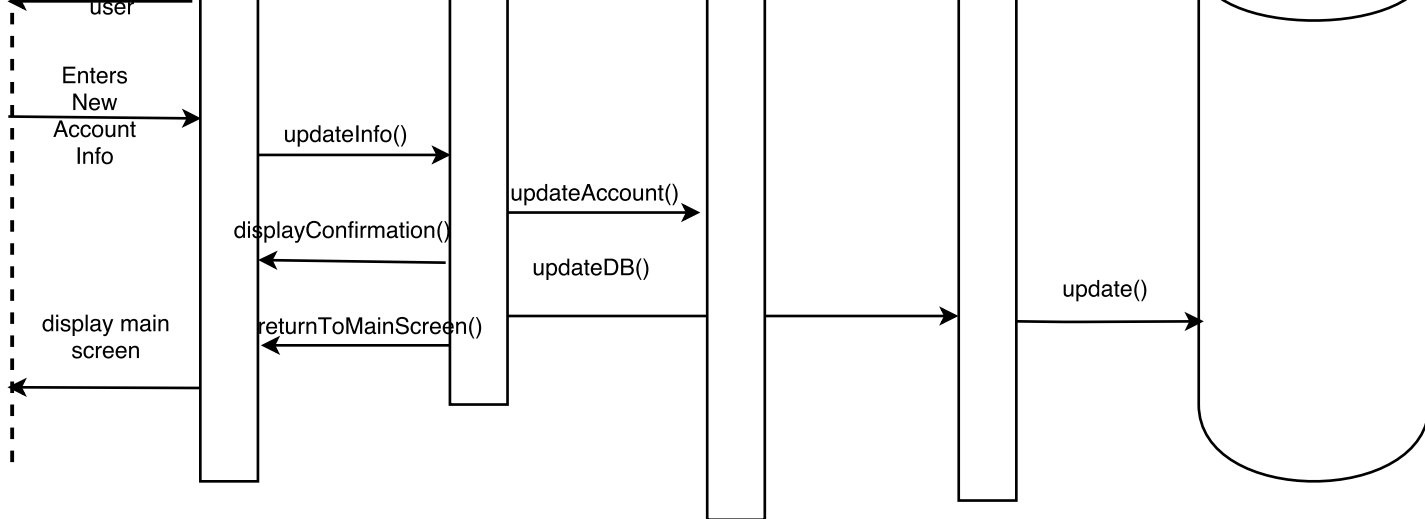 user
Enters
New
Account
Info
updateInfo()
updateAccount()
displayConfirmation()
updateDB()
update()
display main
screen
returnToMainScreen()